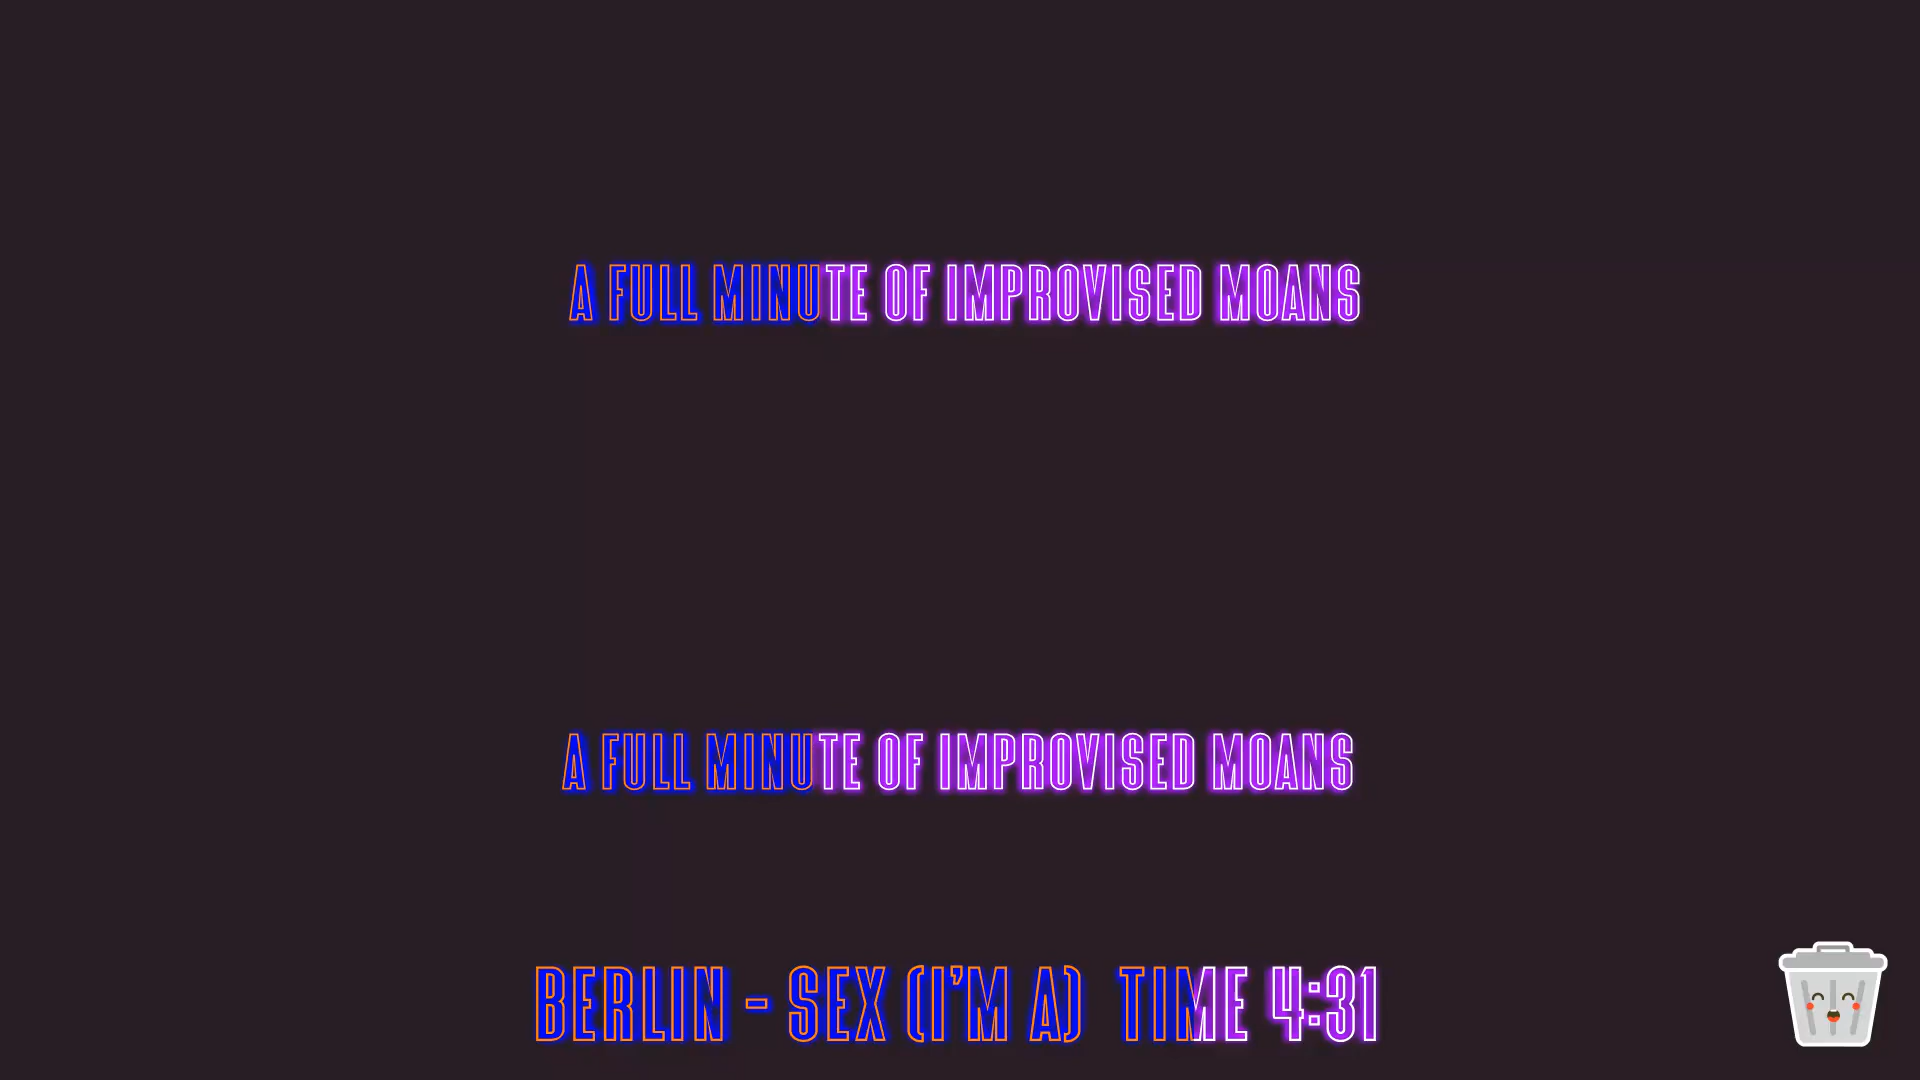 A FULL MINUTE OF IMPROVISED MOANS
A FULL MINUTE OF IMPROVISED MOANS
BERLIN - SEX (I'M A) TIME 4:31